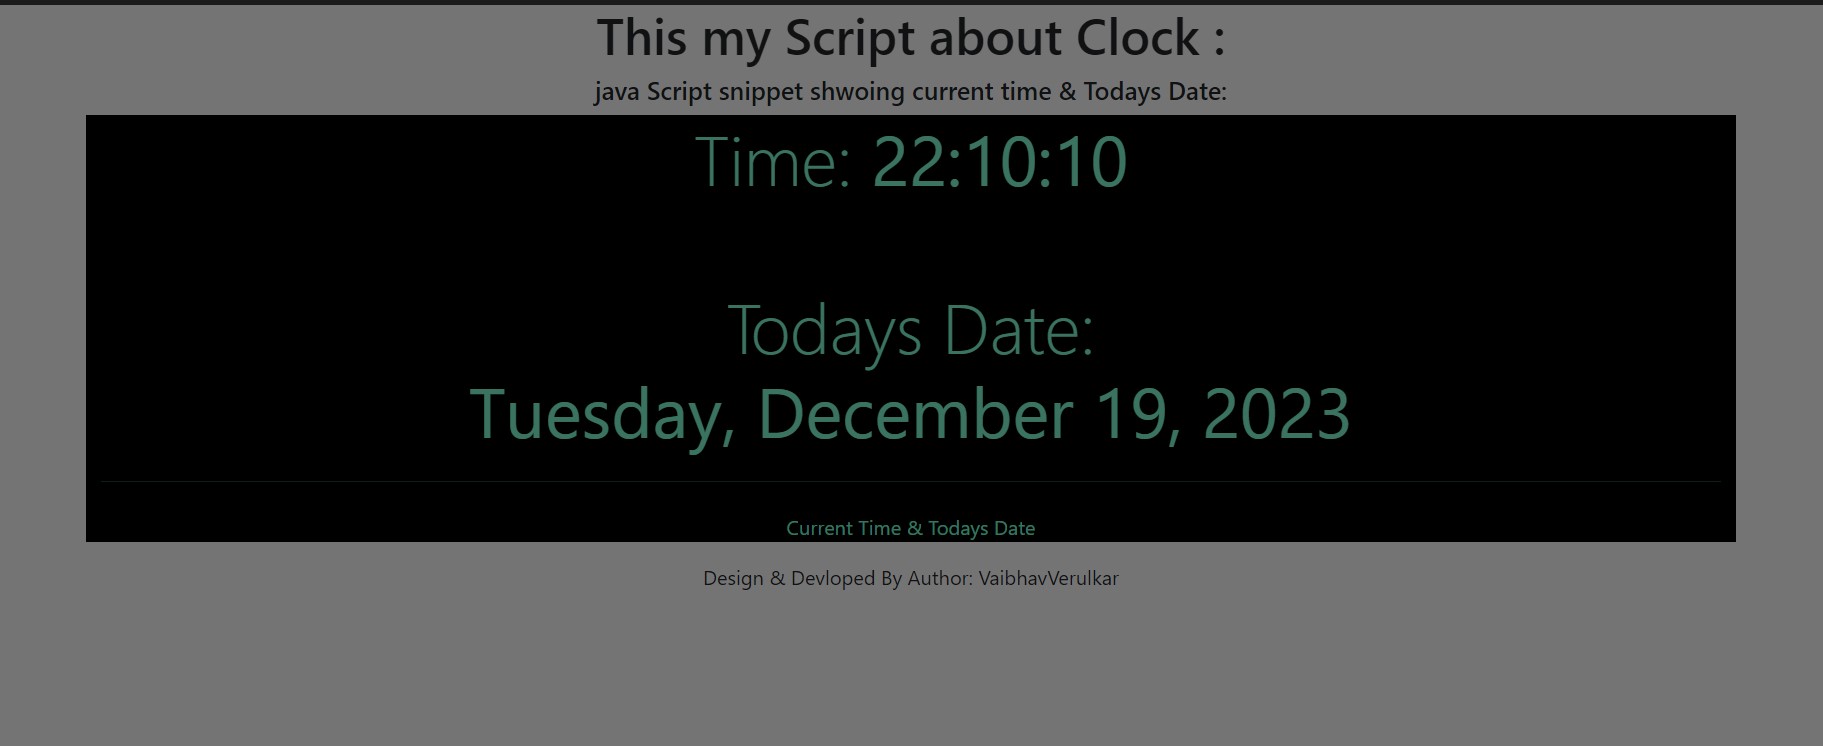 This my Script about Clock :
java Script snippet shwoing current time & Todays Date:
Time: 22:10:10
Todays Date:
Tuesday, December 19, 2023
Current Time & Todays Date
Design & Devloped By Author: VaibhavVerulkar